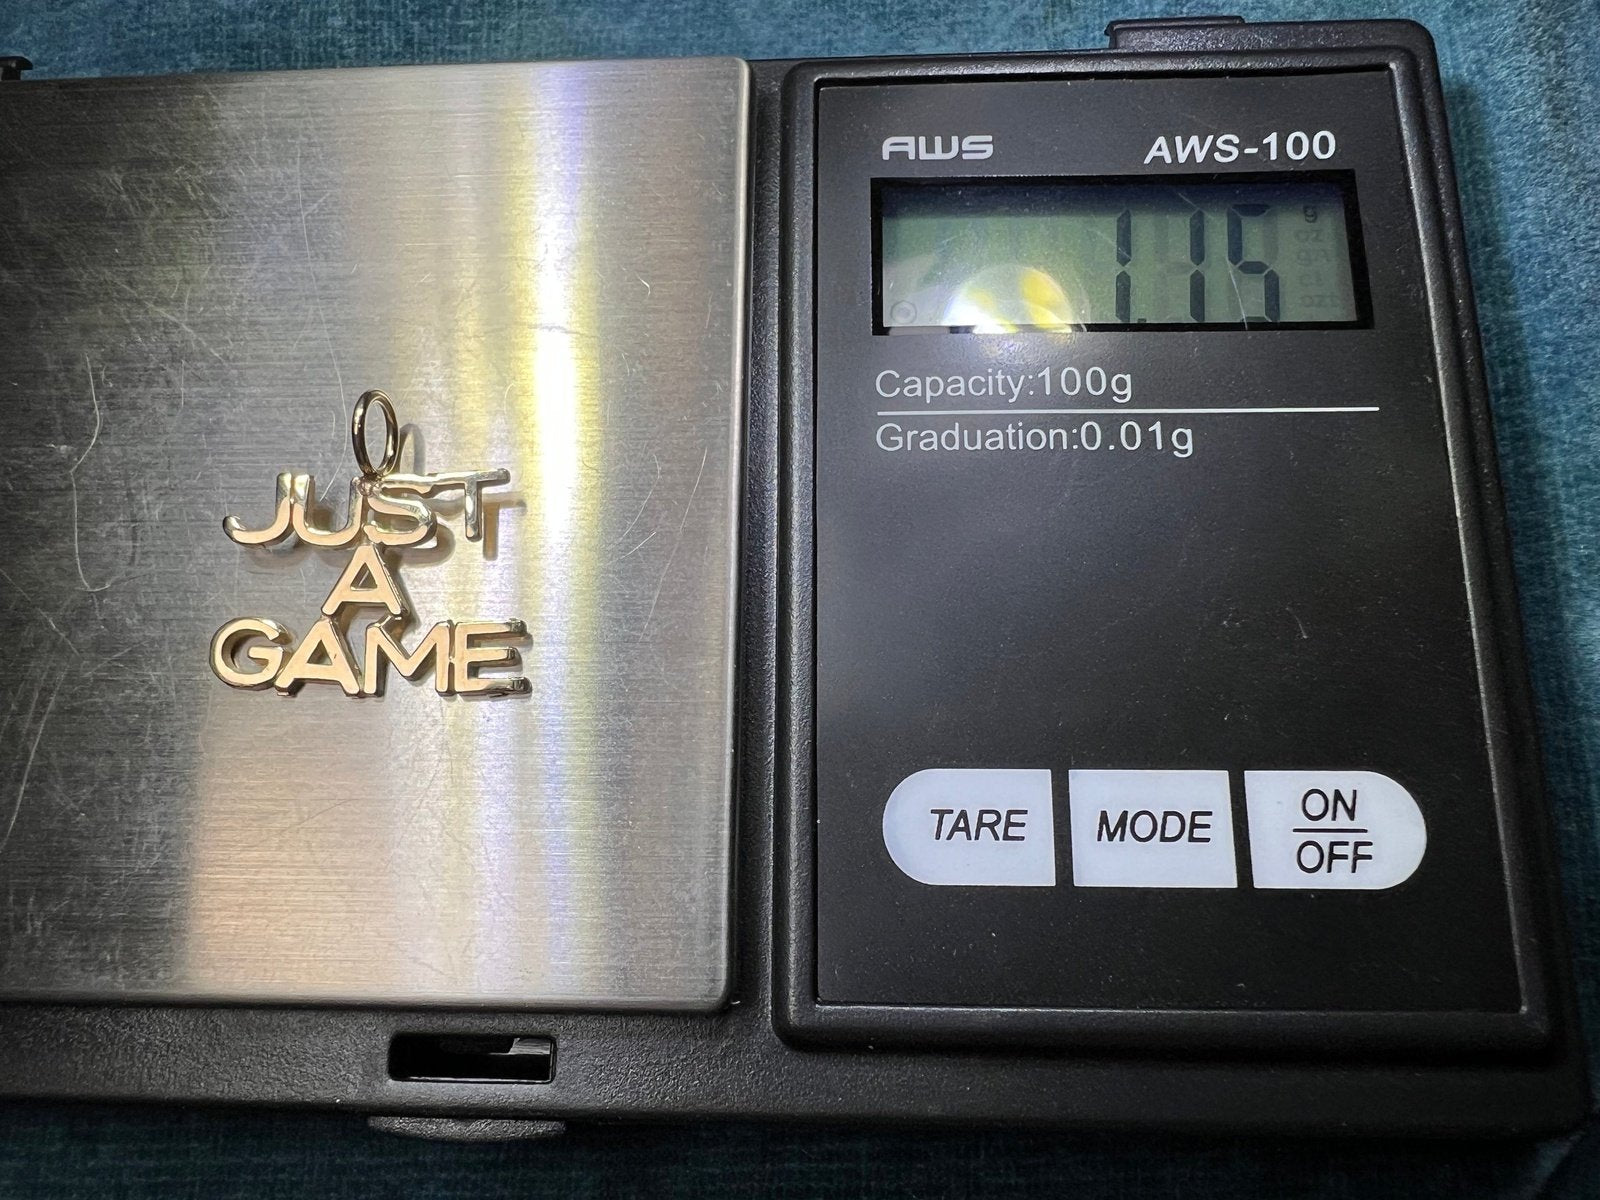 AWS AWS-100
1.15 g
Capacity:100g
Graduation:0.01g
JUST
A
GAME
TARE MODE ON
OFF